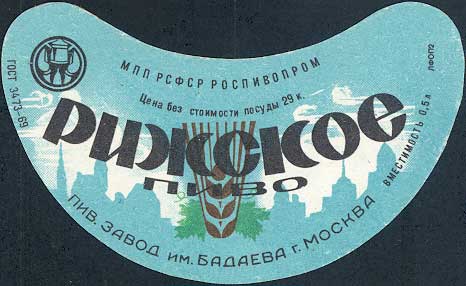 МПП РСФСР РОСПИВОПРОМ
ГОСТ 3473-69
Цена без стоимости посуды 29 к.
ЛФОП2
РИЖСКОЕ
ПИВО
Вместимость 0,5 л
ПИВ. ЗАВОД им. БАДАЕВА г. МОСКВА